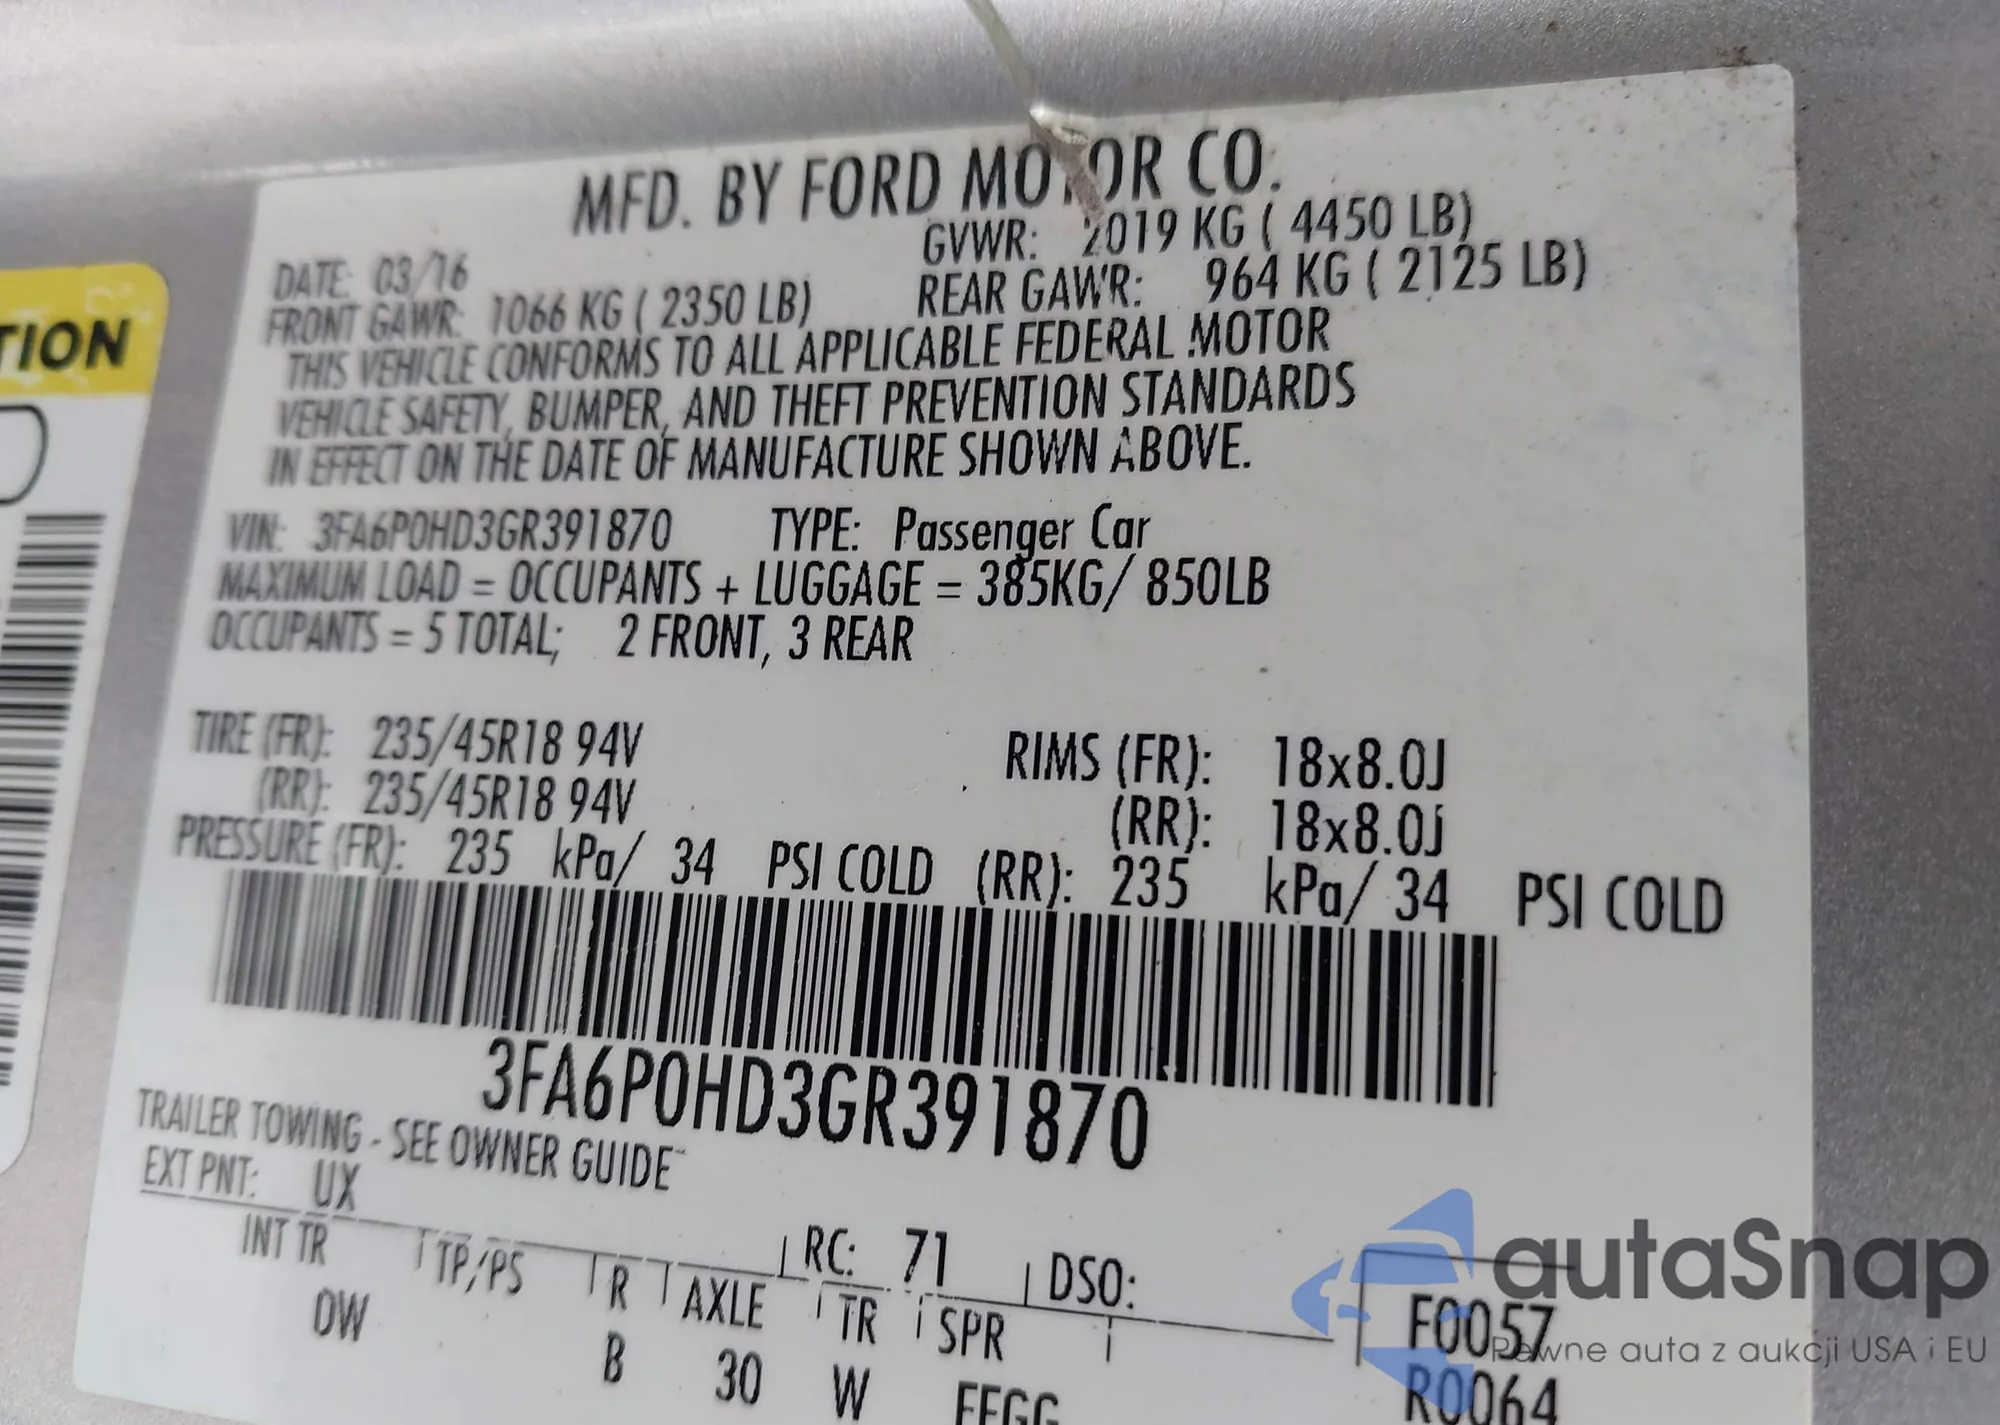 MFD. BY FORD MOTOR CO.
DATE: 03/16 GVWR: 2019 KG ( 4450 LB)
FRONT GAWR: 1066 KG ( 2350 LB) REAR GAWR: 964 KG ( 2125 LB)
THIS VEHICLE CONFORMS TO ALL APPLICABLE FEDERAL MOTOR
VEHICLE SAFETY, BUMPER, AND THEFT PREVENTION STANDARDS
IN EFFECT ON THE DATE OF MANUFACTURE SHOWN ABOVE.
TION
VIN: 3FA6P0HD3GR391870 TYPE: Passenger Car
MAXIMUM LOAD = OCCUPANTS + LUGGAGE = 385KG/ 850LB
OCCUPANTS = 5 TOTAL; 2 FRONT, 3 REAR
TIRE (FR): 235/45R18 94V RIMS (FR): 18x8.0J
(RR): 235/45R18 94V (RR): 18x8.0J
PRESSURE (FR): 235 kPa/ 34 PSI COLD (RR): 235 kPa/ 34 PSI COLD
3FA6P0HD3GR391870
TRAILER TOWING - SEE OWNER GUIDE
EXT PNT: UX RC: 71 DSO:
INT TR TP/PS R AXLE TR SPR F0057
OW B 30 W EEGG R0064
autaSnap
Pewne auta z aukcji USA i EU